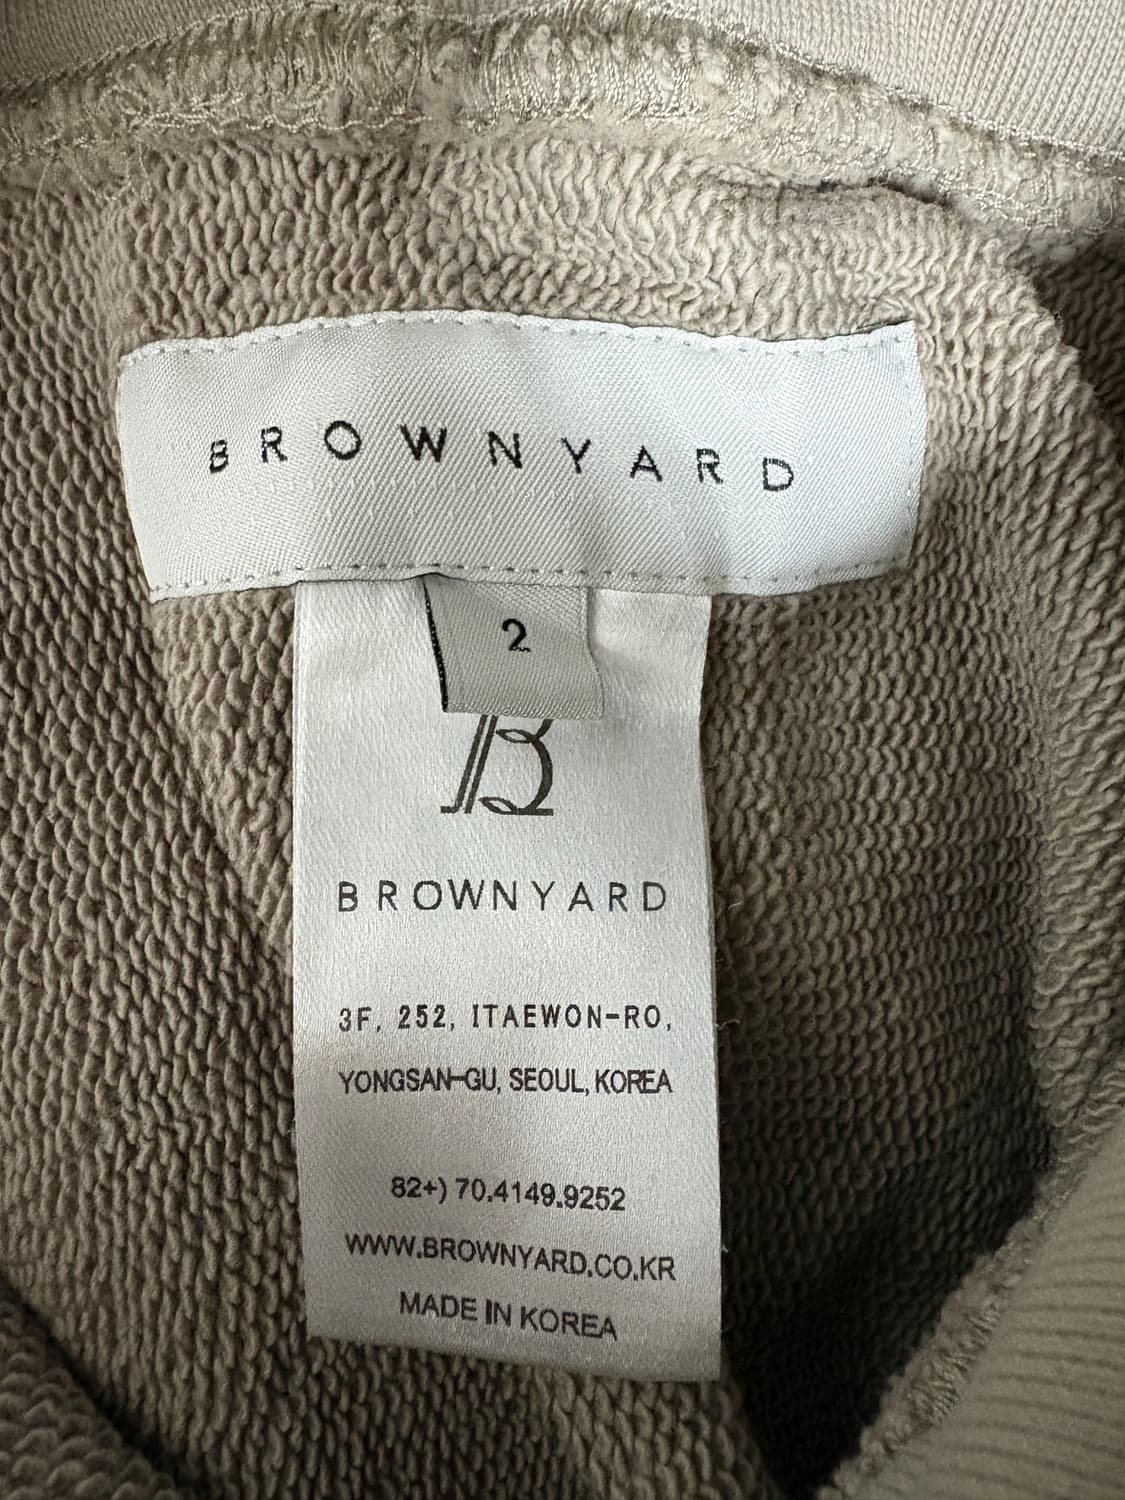 BROWNYARD
2
B
BROWNYARD
3F, 252, ITAEWON-RO,
YONGSAN-GU, SEOUL, KOREA
82+) 70.4149.9252
WWW.BROWNYARD.CO.KR
MADE IN KOREA